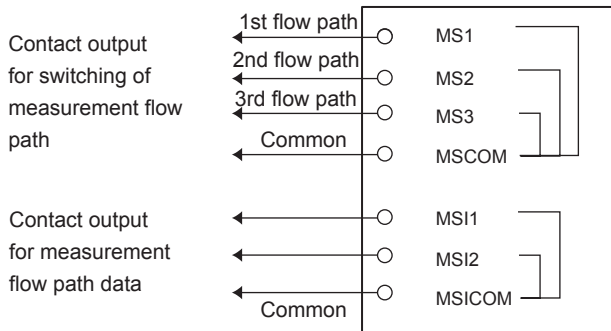 Contact output
for switching of
measurement flow
path
1st flow path
MS1
2nd flow path
MS2
3rd flow path
MS3
Common
MSCOM
Contact output
for measurement
flow path data
MSI1
MSI2
MSICOM
Common